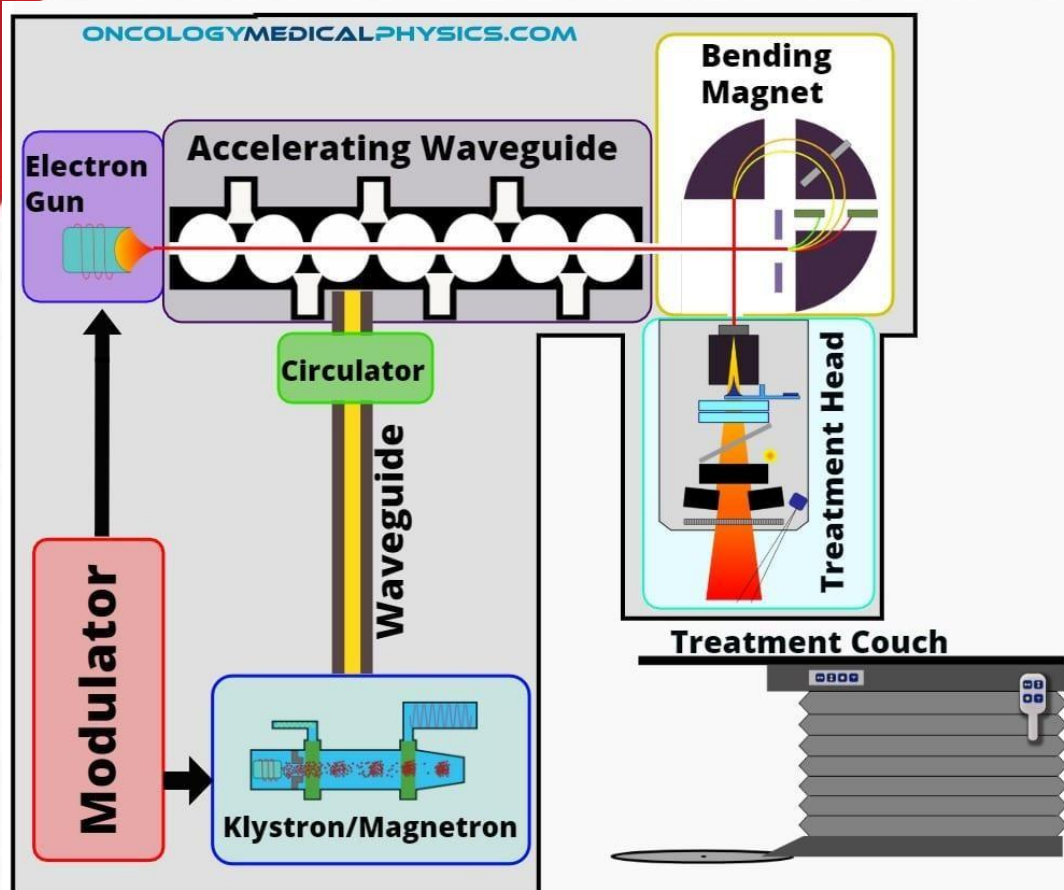 ONCOLOGYMEDICALPHYSICS.COM
Bending
Magnet
Electron
Gun
Accelerating Waveguide
Circulator
Waveguide
Treatment Head
Modulator
Klystron/Magnetron
Treatment Couch